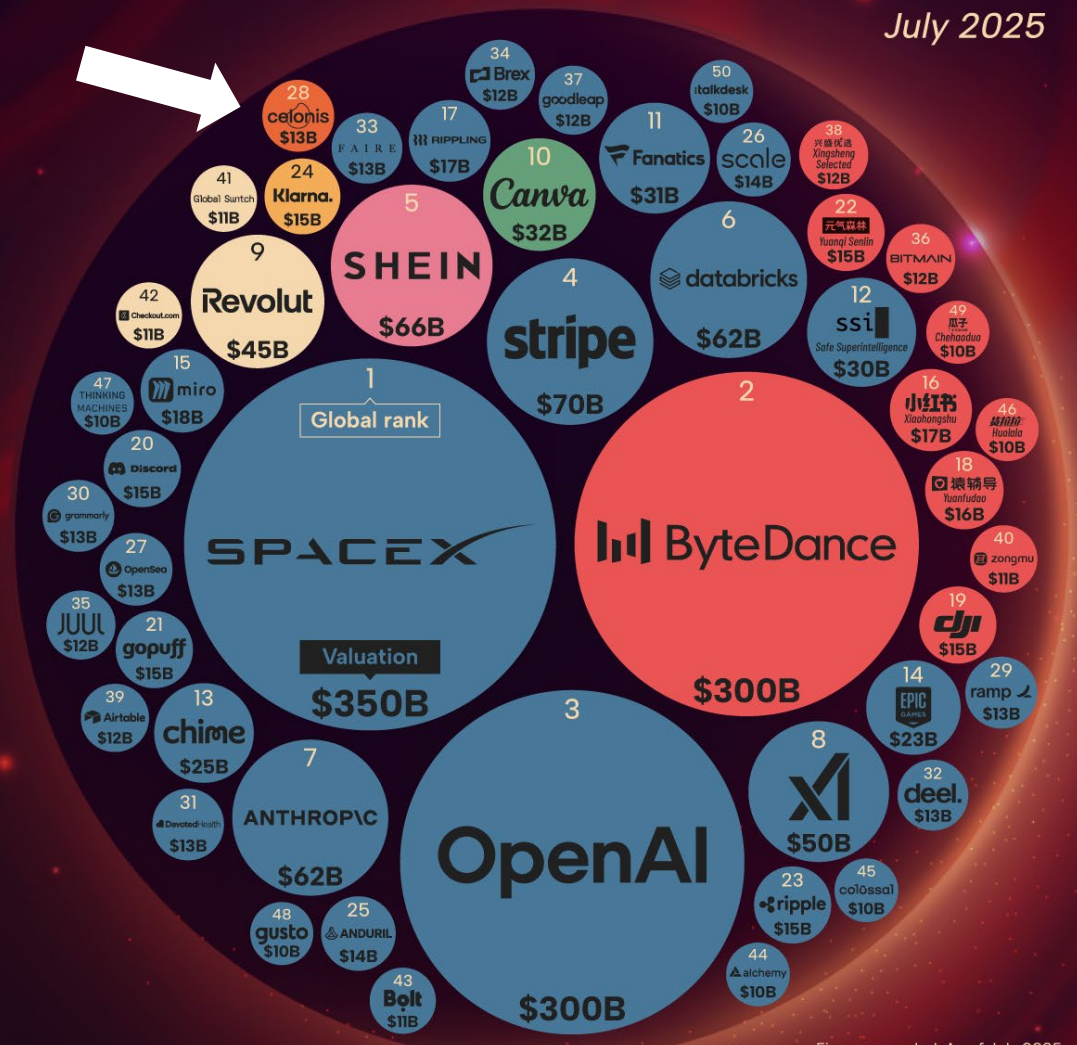 July 2025
34
Brex
$12B
37
goodleap
$12B
50
:talkdesk
$10B
28
celonis
$13B
33
FAIRE
$13B
17
RIPPLING
$17B
10
Canva
$32B
11
Fanatics
$31B
26
scale
$14B
38
兴盛优选
Xingsheng
Selected
$12B
41
Global Switch
$11B
24
Klarna.
$15B
5
SHEIN
$66B
6
databricks
$62B
22
元气森林
Yuanqi Senlin
$15B
36
BITMAIN
$12B
9
Revolut
$45B
4
stripe
$70B
12
ssi
Safe Superintelligence
$30B
49
瓜子
Chehaoduo
$10B
42
Checkout.com
$11B
15
miro
$18B
47
THINKING
MACHINES
$10B
1
Global rank
SPACEX
Valuation
$350B
2
ByteDance
$300B
16
小红书
Xiaohongshu
$17B
46
$10B
20
Discord
$15B
18
猿辅导
Yuanfudao
$16B
30
grammarly
$13B
27
OpenSea
$13B
40
zongmu
$11B
35
JUUL
$12B
21
gopuff
$15B
19
dji
$15B
39
Airtable
$12B
13
chime
$25B
14
EPIC
GAMES
$23B
29
ramp
$13B
3
OpenAI
$300B
7
ANTHROP\C
$62B
8
xI
$50B
32
deel.
$13B
31
DevotedHealth
$13B
48
gusto
$10B
25
ANDURIL
$14B
23
ripple
$15B
45
colossal
$10B
43
Bolt
$11B
44
alchemy
$10B